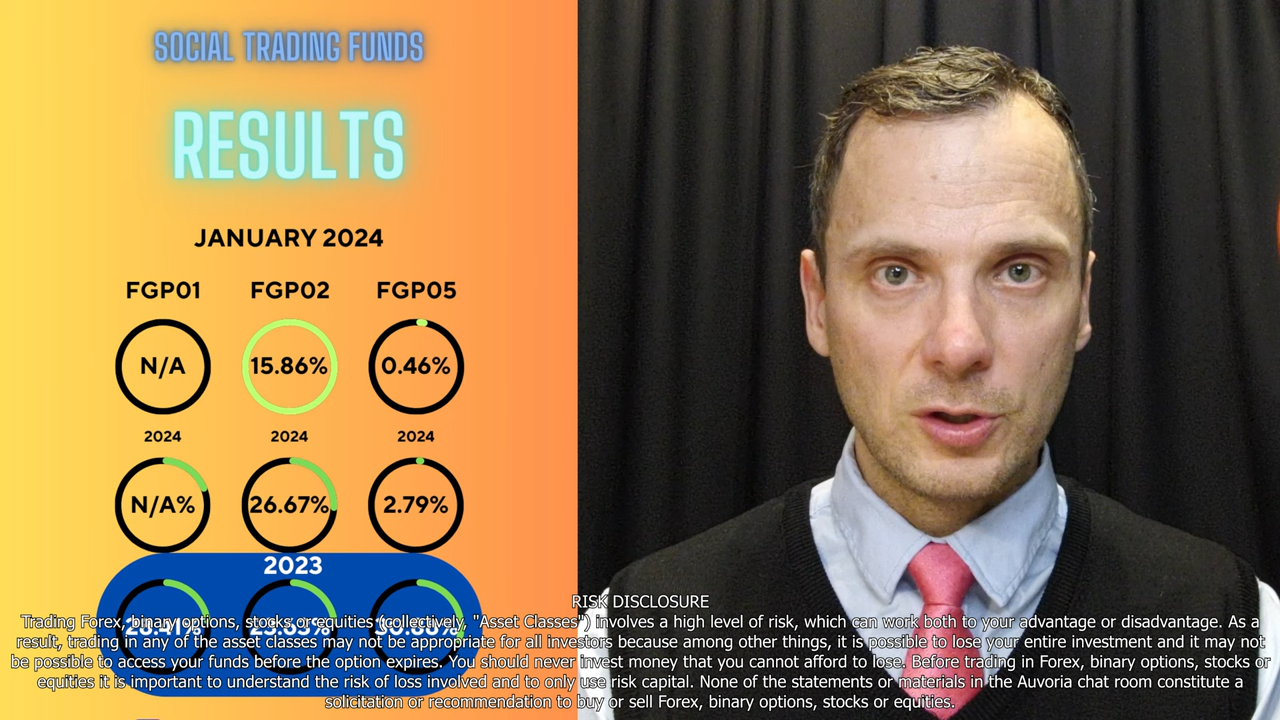 SOCIAL TRADING FUNDS
RESULTS
JANUARY 2024
FGP01 FGP02 FGP05
N/A 15.86% 0.46%
2024 2024 2024
N/A% 26.67% 2.79%
2023
RISK DISCLOSURE
Trading Forex, binary options, stocks or equities (collectively, "Asset Classes") involves a high level of risk, which can work both to your advantage or disadvantage. As a
result, trading in any of the asset classes may not be appropriate for all investors because among other things, it is possible to lose your entire investment and it may not
be possible to access your funds before the option expires. You should never invest money that you cannot afford to lose. Before trading in Forex, binary options, stocks or
equities it is important to understand the risk of loss involved and to only use risk capital. None of the statements or materials in the Auvoria chat room constitute a
solicitation or recommendation to buy or sell Forex, binary options, stocks or equities.